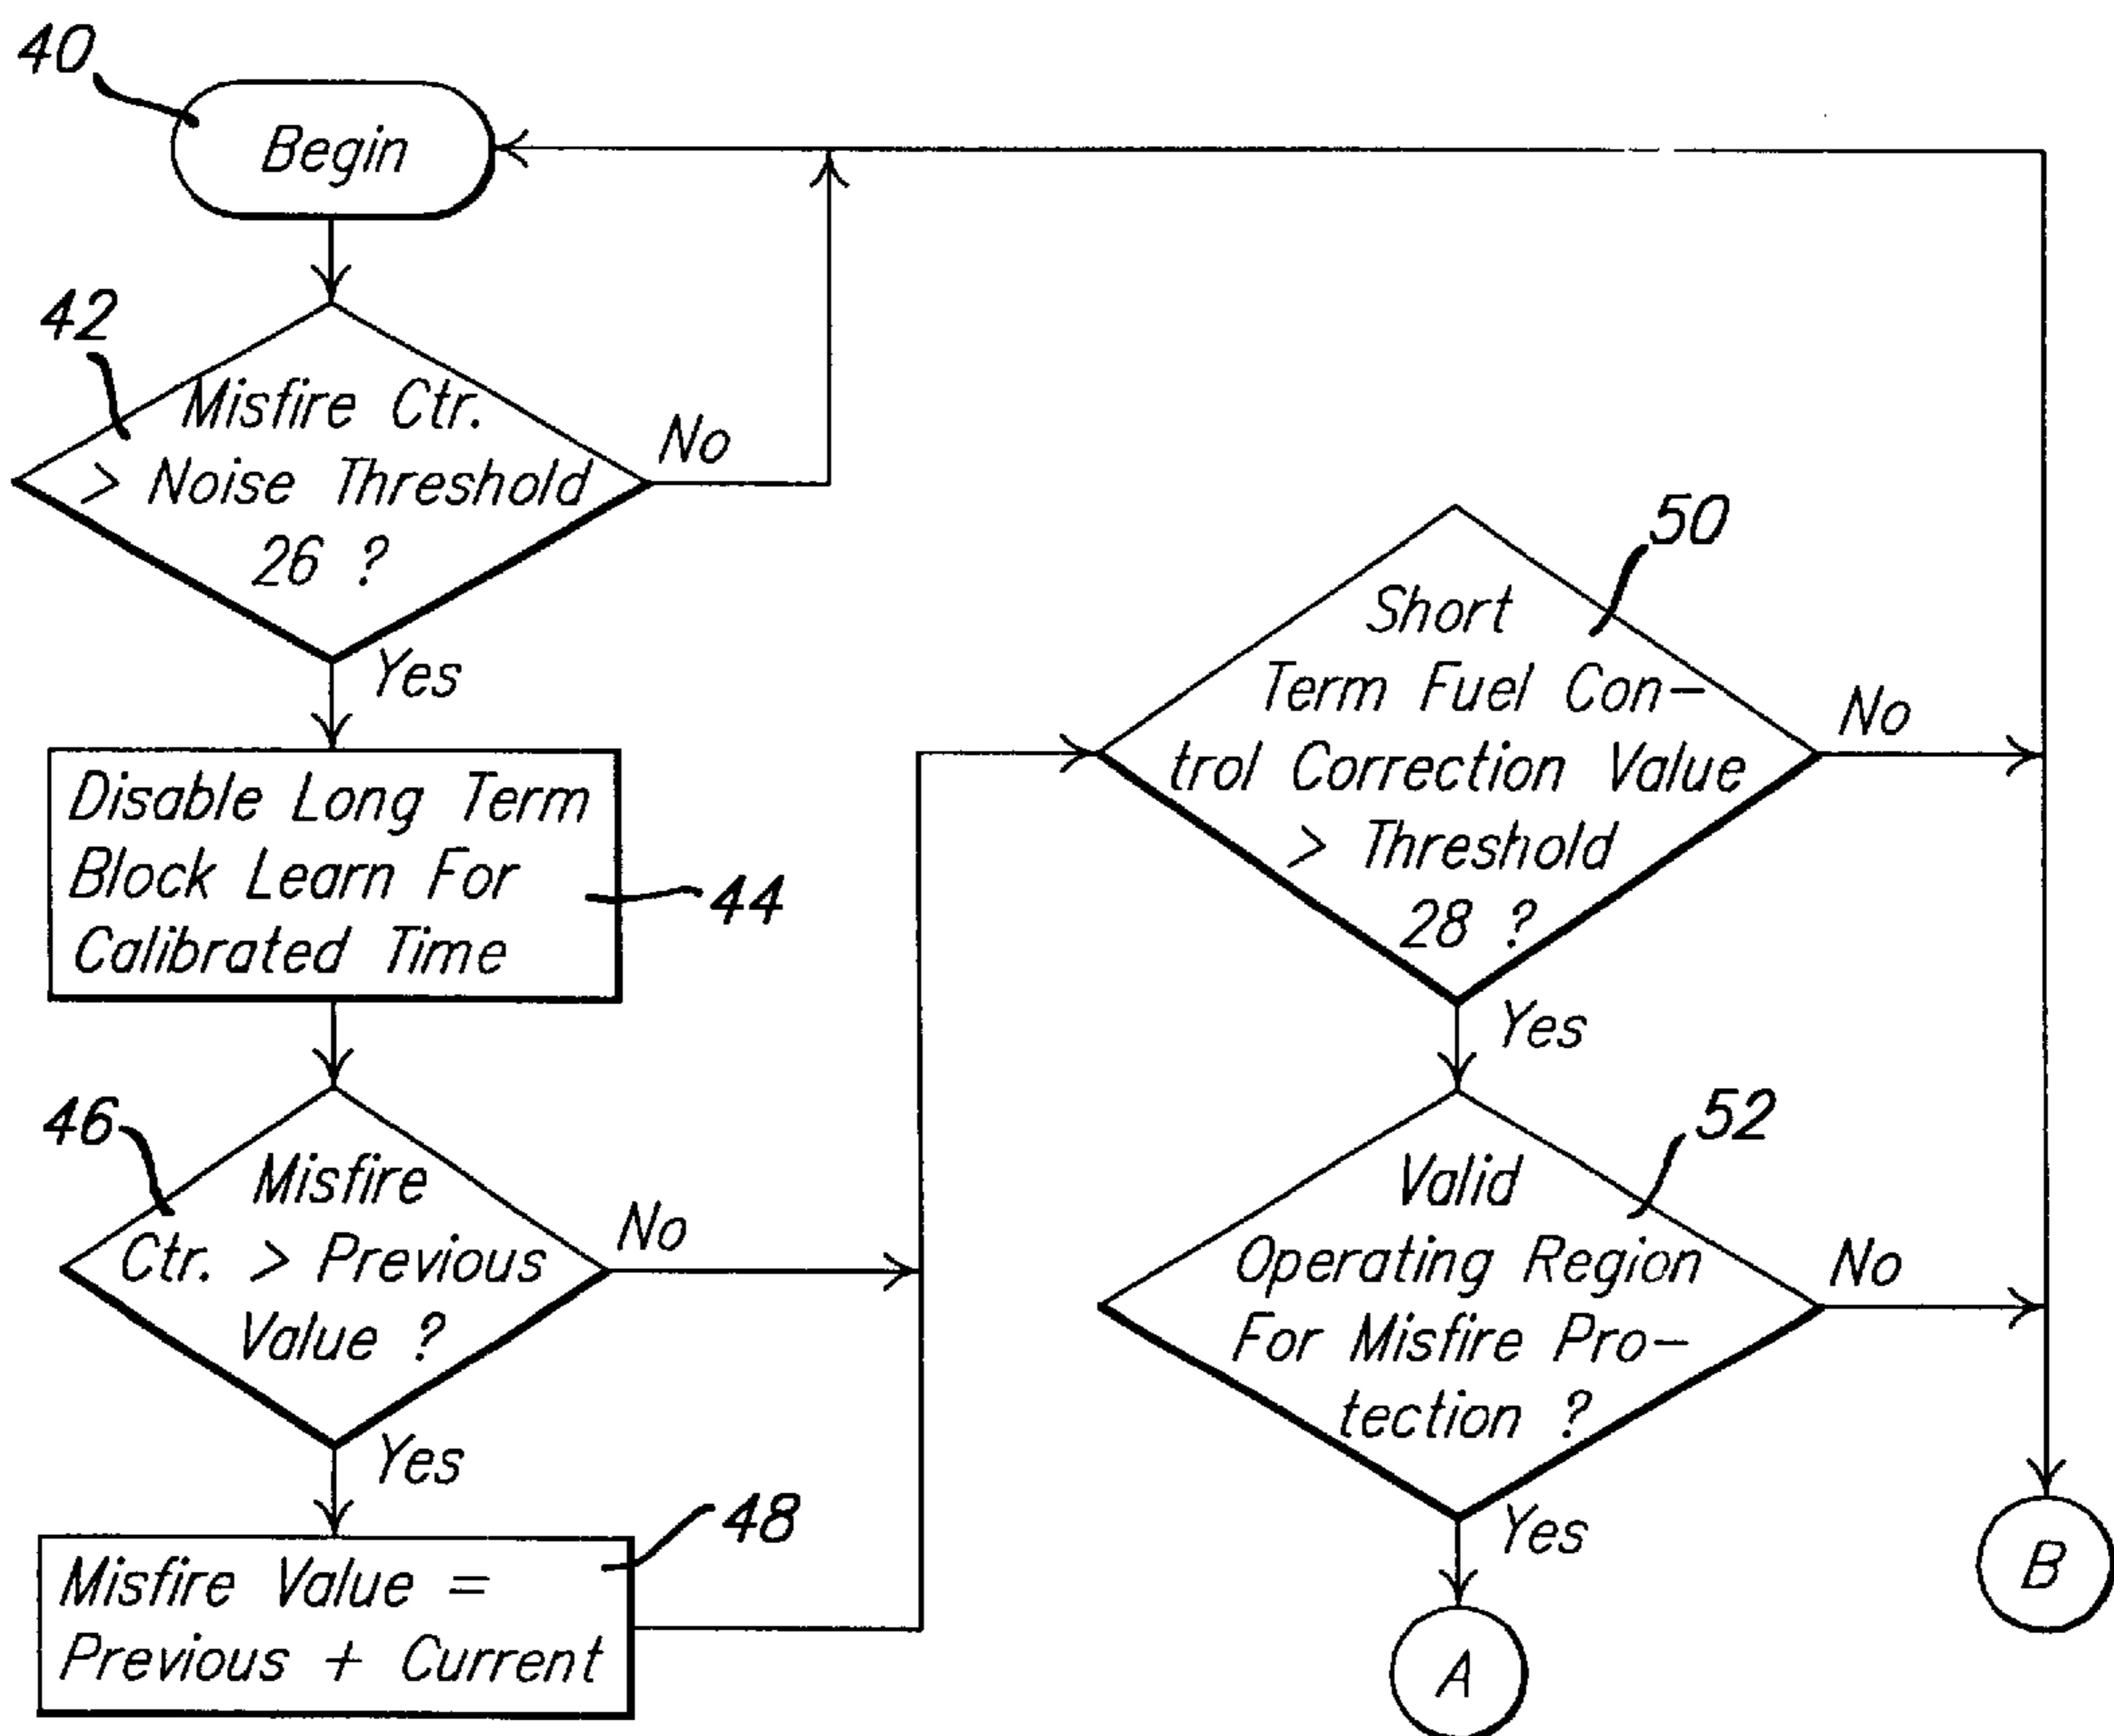 40
Begin
42
Misfire Ctr.
> Noise Threshold
26 ?
No
Yes
Disable Long Term
Block Learn For
Calibrated Time
44
46
Misfire
Ctr. > Previous
Value ?
No
Yes
48
Misfire Value =
Previous + Current
50
Short
Term Fuel Con-
trol Correction Value
> Threshold
28 ?
No
Yes
52
Valid
Operating Region
For Misfire Pro-
tection ?
No
Yes
A
B